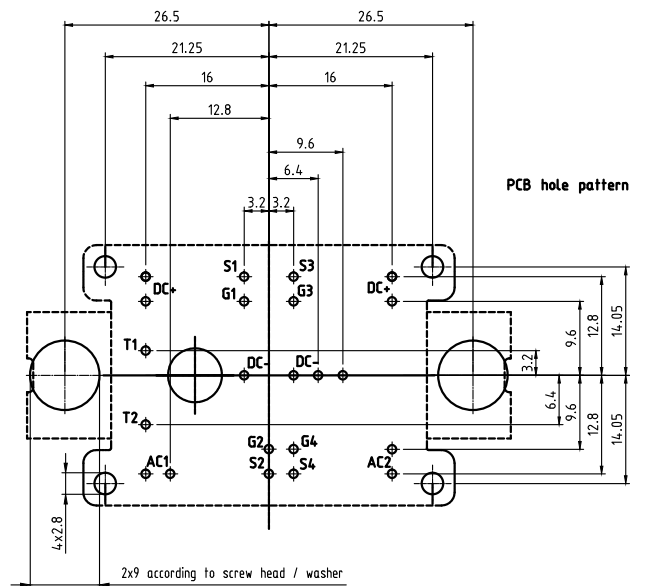 26.5 26.5
21.25 21.25
16 16
12.8
9.6
6.4
PCB hole pattern
3.2 3.2
S1 S3
DC+ G1 G3 DC+
T1
DC- DC-
3.2
9.6
12.8
14.05
T2
6.4
9.6
12.8
14.05
G2 G4
AC1 S2 S4 AC2
4x2.8
2x9 according to screw head / washer